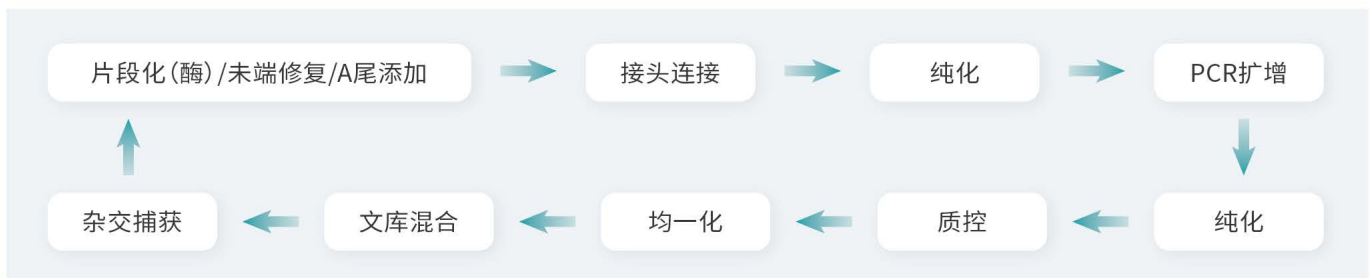 片段化(酶)/未端修复/A尾添加
接头连接
纯化
PCR扩增
纯化
质控
均一化
文库混合
杂交捕获